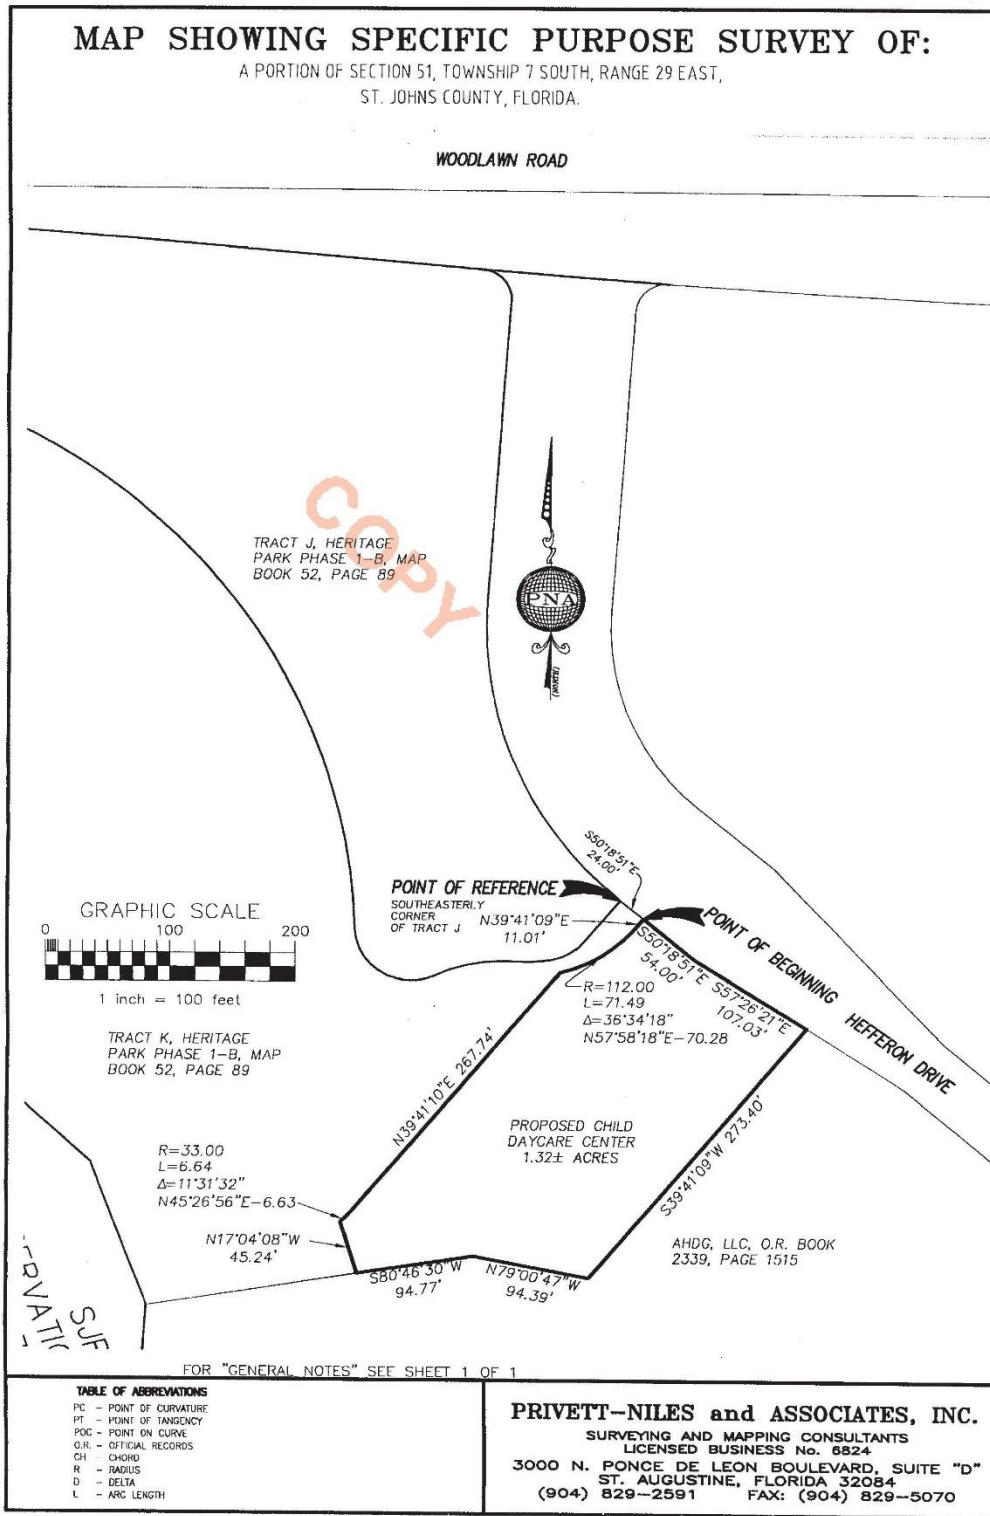 MAP SHOWING SPECIFIC PURPOSE SURVEY OF:
A PORTION OF SECTION 51, TOWNSHIP 7 SOUTH, RANGE 29 EAST,
ST. JOHNS COUNTY, FLORIDA.
WOODLAWN ROAD
COPY
TRACT J, HERITAGE
PARK PHASE 1-B, MAP
BOOK 52, PAGE 89
PNA
S50°18'51"E
24.00'
POINT OF REFERENCE
SOUTHEASTERLY
CORNER
OF TRACT J
N39°41'09"E
11.01'
POINT OF BEGINNING
S50°18'51"E
54.00'
S57°26'21"E
107.03'
HEFFERON DRIVE
GRAPHIC SCALE
0 100 200
1 inch = 100 feet
R=112.00
L=71.49
Δ=36°34'18"
N57°58'18"E-70.28
TRACT K, HERITAGE
PARK PHASE 1-B, MAP
BOOK 52, PAGE 89
N39°41'10"E 267.74'
PROPOSED CHILD
DAYCARE CENTER
1.32± ACRES
S39°41'09"W 273.40'
R=33.00
L=6.64
Δ=11°31'32"
N45°26'56"E-6.63
N17°04'08"W
45.24'
S80°46'30"W
94.77'
N79°00'47"W
94.39'
AHDG, LLC, O.R. BOOK
2339, PAGE 1515
FOR "GENERAL NOTES" SEE SHEET 1 OF 1
TABLE OF ABBREVIATIONS
PC - POINT OF CURVATURE
PT - POINT OF TANGENCY
POC - POINT ON CURVE
O.R. - OFFICIAL RECORDS
CH - CHORD
R - RADIUS
D - DELTA
L - ARC LENGTH
PRIVETT-NILES and ASSOCIATES, INC.
SURVEYING AND MAPPING CONSULTANTS
LICENSED BUSINESS No. 6824
3000 N. PONCE DE LEON BOULEVARD, SUITE "D"
ST. AUGUSTINE, FLORIDA 32084
(904) 829-2591 FAX: (904) 829-5070